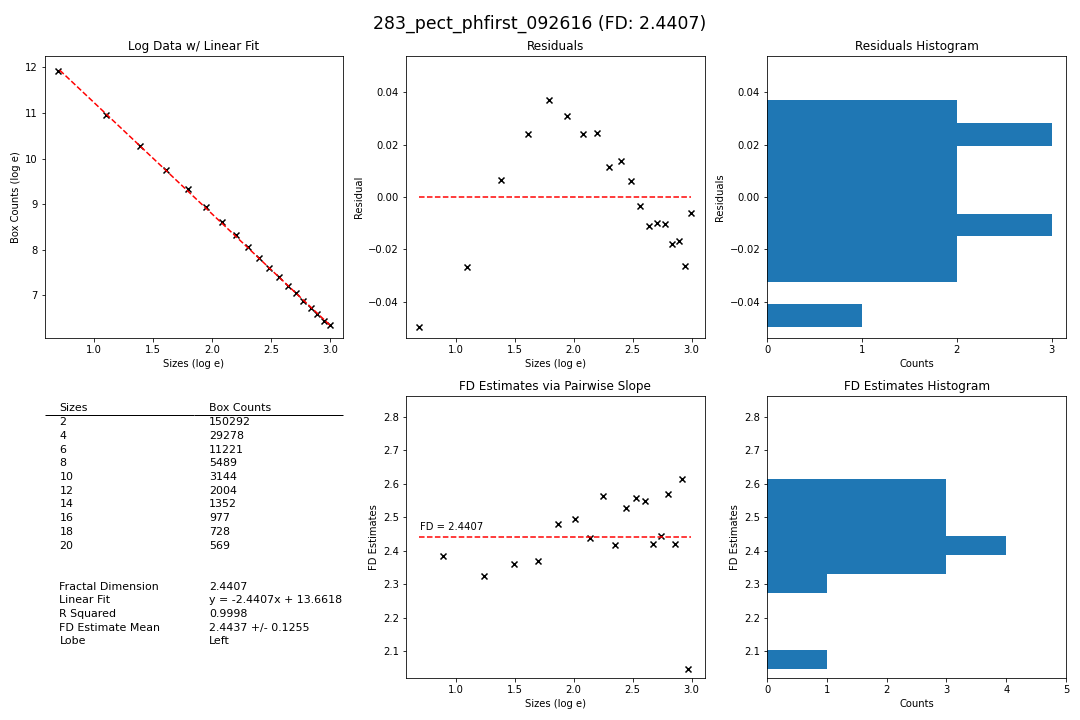 283_pect_phfirst_092616 (FD: 2.4407)
Log Data w/ Linear Fit
12
11
10
9
8
7
Box Counts (log e)
1.0 1.5 2.0 2.5 3.0
Sizes (log e)
Residuals
0.04
0.02
0.00
−0.02
−0.04
Residual
1.0 1.5 2.0 2.5 3.0
Sizes (log e)
Residuals Histogram
0.04
0.02
0.00
−0.02
−0.04
Residuals
0 1 2 3
Counts
Sizes Box Counts
2 150292
4 29278
6 11221
8 5489
10 3144
12 2004
14 1352
16 977
18 728
20 569
Fractal Dimension 2.4407
Linear Fit y = -2.4407x + 13.6618
R Squared 0.9998
FD Estimate Mean 2.4437 +/- 0.1255
Lobe Left
FD Estimates via Pairwise Slope
2.8
2.7
2.6
2.5
2.4
2.3
2.2
2.1
FD Estimates
FD = 2.4407
1.0 1.5 2.0 2.5 3.0
Sizes (log e)
FD Estimates Histogram
2.8
2.7
2.6
2.5
2.4
2.3
2.2
2.1
FD Estimates
0 1 2 3 4 5
Counts